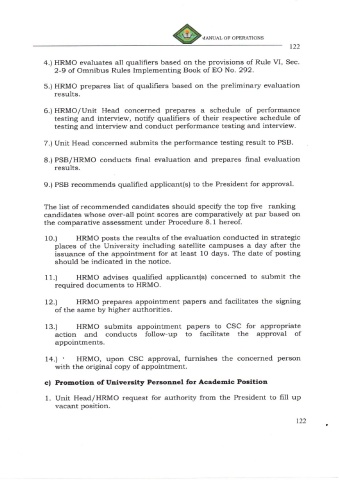 MANUAL OF OPERATIONS
122
4.) HRMO evaluates all qualifiers based on the provisions of Rule VI, Sec.
2-9 of Omnibus Rules Implementing Book of EO No. 292.
5.) HRMO prepares list of qualifiers based on the preliminary evaluation
results.
6.) HRMO/Unit Head concerned prepares a schedule of performance
testing and interview, notify qualifiers of their respective schedule of
testing and interview and conduct performance testing and interview.
7.) Unit Head concerned submits the performance testing result to PSB.
8.) PSB/HRMO conducts final evaluation and prepares final evaluation
results.
9.) PSB recommends qualified applicant(s) to the President for approval.
The list of recommended candidates should specify the top five ranking
candidates whose over-all point scores are comparatively at par based on
the comparative assessment under Procedure 8.1 hereof.
10.) HRMO posts the results of the evaluation conducted in strategic
places of the University including satellite campuses a day after the
issuance of the appointment for at least 10 days. The date of posting
should be indicated in the notice.
11.) HRMO advises qualified applicant(s) concerned to submit the
required documents to HRMO.
12.) HRMO prepares appointment papers and facilitates the signing
of the same by higher authorities.
13.) HRMO submits appointment papers to CSC for appropriate
action and conducts follow-up to facilitate the approval of
appointments.
14.) HRMO, upon CSC approval, furnishes the concerned person
with the original copy of appointment.
c) Promotion of University Personnel for Academic Position
1. Unit Head/HRMO request for authority from the President to fill up
vacant position.
122